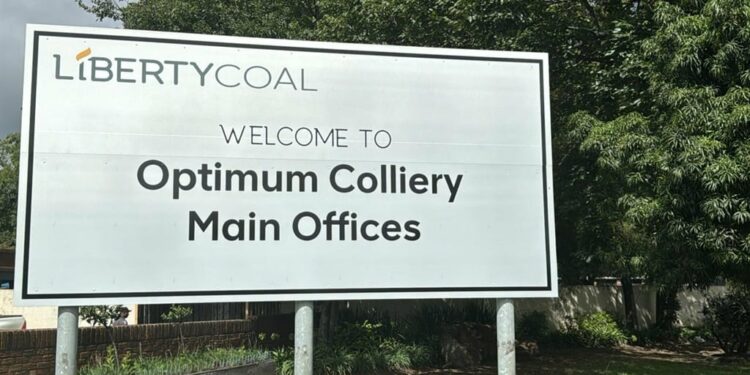 LIBERTYCOAL
WELCOME TO
Optimum Colliery
Main Offices